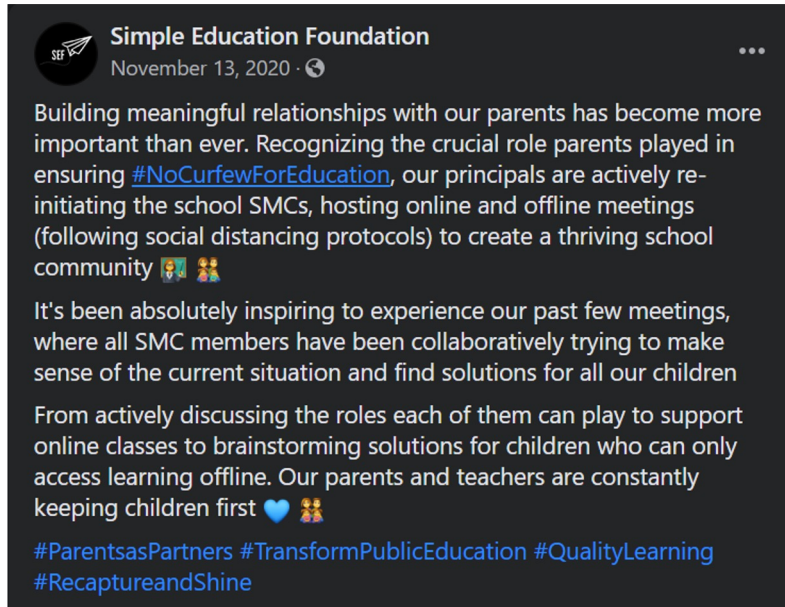 SEF
Simple Education Foundation
November 13, 2020 ·
Building meaningful relationships with our parents has become more
important than ever. Recognizing the crucial role parents played in
ensuring #NoCurfewForEducation, our principals are actively re-
initiating the school SMCs, hosting online and offline meetings
(following social distancing protocols) to create a thriving school
community 👩‍🏫 👭
It's been absolutely inspiring to experience our past few meetings,
where all SMC members have been collaboratively trying to make
sense of the current situation and find solutions for all our children
From actively discussing the roles each of them can play to support
online classes to brainstorming solutions for children who can only
access learning offline. Our parents and teachers are constantly
keeping children first 💙 👭
#ParentsasPartners #TransformPublicEducation #QualityLearning
#RecaptureandShine